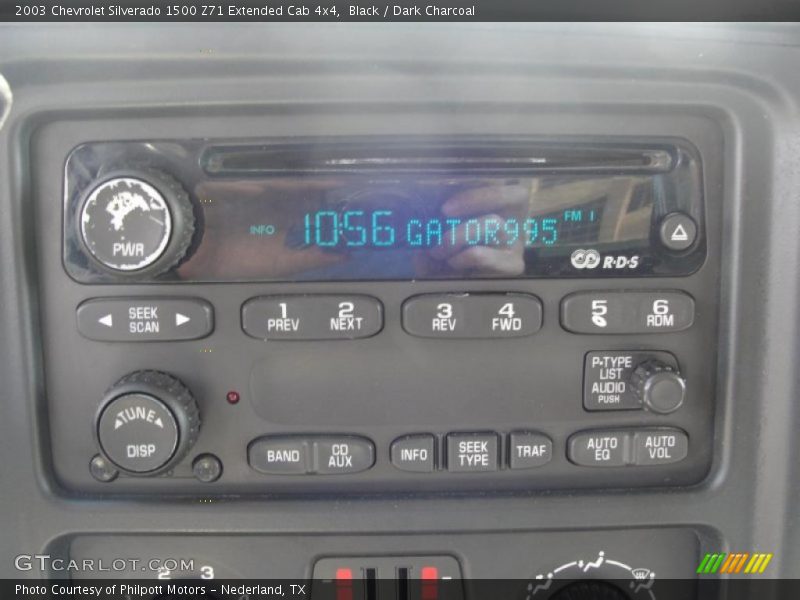 2003 Chevrolet Silverado 1500 Z71 Extended Cab 4x4, Black / Dark Charcoal
PWR
INFO 10:56 GATOR995 FM 1
R·D·S
SEEK
SCAN
1
PREV
2
NEXT
3
REV
4
FWD
5
6
RDM
P-TYPE
LIST
AUDIO
PUSH
TUNE
DISP
BAND
CD
AUX
INFO
SEEK
TYPE
TRAF
AUTO
EQ
AUTO
VOL
GTCARLOT.COM
2 3
Photo Courtesy of Philpott Motors - Nederland, TX